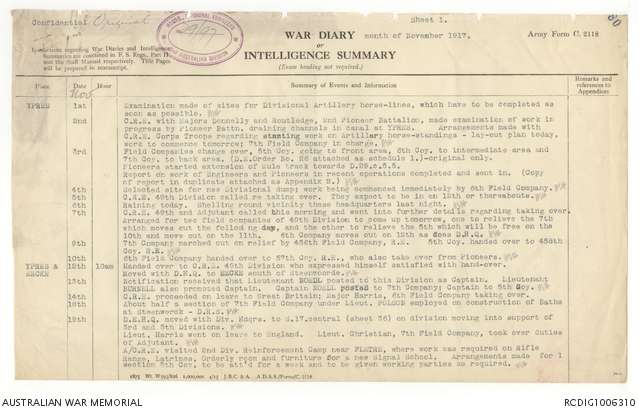 Confidential Original
Sheet 1.
WAR DIARY
or
INTELLIGENCE SUMMARY
(Erase heading not required.)
month of November 1917.
Army Form C. 2118
Instructions regarding War Diaries and Intelligence
Summaries are contained in F. S. Regs., Part II.
and the Staff Manual respectively. Title Pages
will be prepared in manuscript.
AUSTRALIAN DIVISION
Place Date Hour Summary of Events and Information Remarks and references to Appendices
Nov
YPRES 1st Examination made of sites for Divisional Artillery horse-lines, which have to be completed as
soon as possible.
2nd C.R.E. with Majors Donnelly and Routledge, 2nd Pioneer Battalion, made examination of work in
progress by Pioneer Battn. draining channels in canal at YPRES. Arrangements made with
C.R.E. Corps Troops regarding stanting work on Artillery horse-standings - lay-out plan today,
work to commence tomorrow; 7th Field Company in charge.
3rd Field Companies change over, 5th Coy. going to front area, 6th Coy. to intermediate area and
7th Coy. to back area. (D.E.Order No. 26 attached as schedule 1.)-original only.
Pioneers started extension of mule track towards D.29.c.5.5.
Report on work of Engineers and Pioneers in recent operations completed and sent in. (Copy
of report in duplicate attached as Appendix 2.)
4th Selected site for new Divisional dump; work being commenced immediately by 6th Field Company.
5th C.R.E. 49th Division called re taking over. They expect to be in on 12th or thereabouts.
6th Raining today. Shelling round vicinity these headquarters last night.
7th C.R.E. 49th and Adjutant called this morning and went into further details regarding taking over.
Arranged for two field companies of 49th Division to come up tomorrow, one to relieve the 7th
which moves out the following day, and the other to relieve the 5th which will be free on the
10th and move out on the 11th. 6th Company moves out on 12th as does D.H.Q.
9th 7th Company marched out on relief by 456th Field Company, R.E. 5th Coy. handed over to 458th
Coy. R.E.
10th 6th Field Company handed over to 57th Coy. R.E., who also take over from Pioneers.
YPRES & EECKE 12th 10am Handed over to C.R.E. 49th Division who expressed himself satisfied with hand-over.
Moved with D.H.Q. to EECKE south of Steenvoorde.
13th Notification received that Lieutenant NORDL posted to this Division as Captain. Lieutenant
BURNELL also promoted Captain. Captain NORDL posted to 7th Company; Captain to 5th Coy.
14th C.R.E. proceeded on leave to Great Britain; Major Harris, 6th Field Company taking over.
18th About half a section of 7th Field Company under Lieut. POLSON employed on construction of Baths
at Steenwerck - D.R.S.
19th D.E.H.Q. moved with Div. Hdqrs. to S.17.central (sheet 36) on division moving into support of
3rd and 5th Divisions.
Lieut. Harris went on leave to England. Lieut. Christian, 7th Field Company, took over duties
of Adjutant.
A/C.R.E. visited 2nd Div. Reinforcement Camp near FLETRE, where work was required on Rifle
Range, Latrines, Orderly room and furniture for a new Signal School. Arrangements made for 1
section 5th Coy. to be att'd for a week and to be given working parties as required.
AUSTRALIAN WAR MEMORIAL
RCDIG1006310